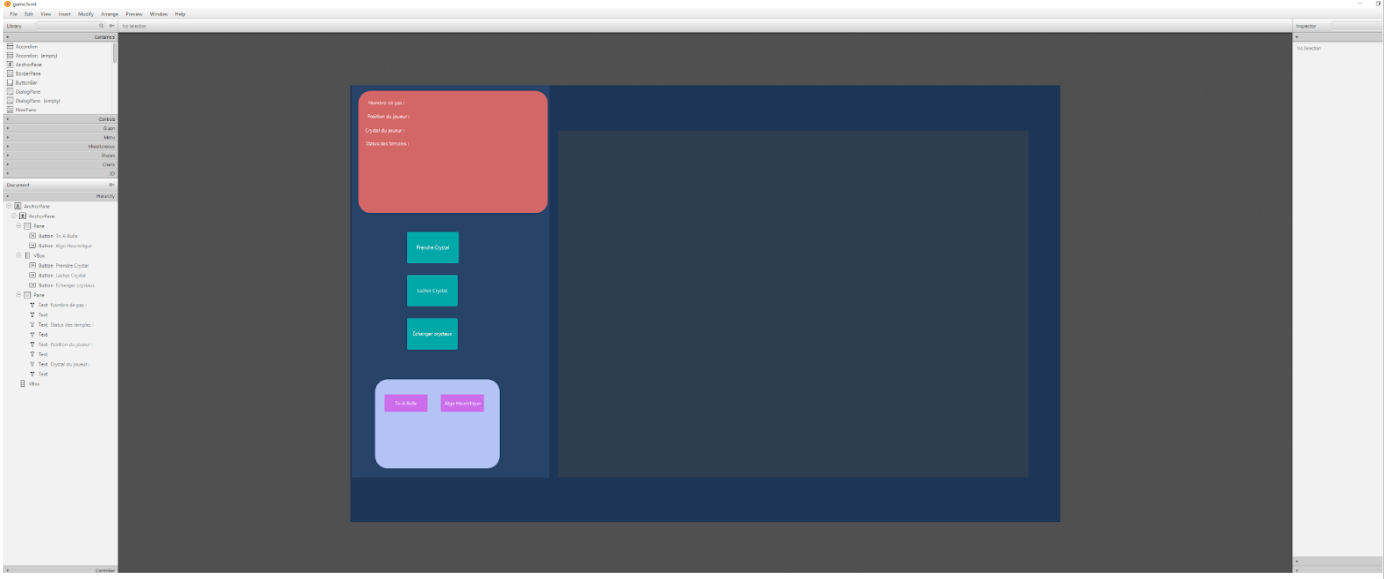 game.fxml
File Edit View Insert Modify Arrange Preview Window Help
Library
No Selection
Inspector
Containers
Accordion
Accordion (empty)
AnchorPane
BorderPane
ButtonBar
DialogPane
DialogPane (empty)
FlowPane
Controls
Gluon
Menu
Miscellaneous
Shapes
Charts
3D
Document
Hierarchy
AnchorPane
AnchorPane
Pane
Button Tri A Bulle
Button Algo Heuristique
VBox
Button Prendre Crystal
Button Lacher Crystal
Button Echanger crystaux
Pane
Text Nombre de pas :
Text
Text Status des temples :
Text
Text Position du joueur :
Text
Text Crystal du joueur :
Text
VBox
Controller
Nombre de pas :
Position du joueur :
Crystal du joueur :
Status des temples :
Prendre Crystal
Lacher Crystal
Echanger crystaux
Tri A Bulle
Algo Heuristique
No Selection